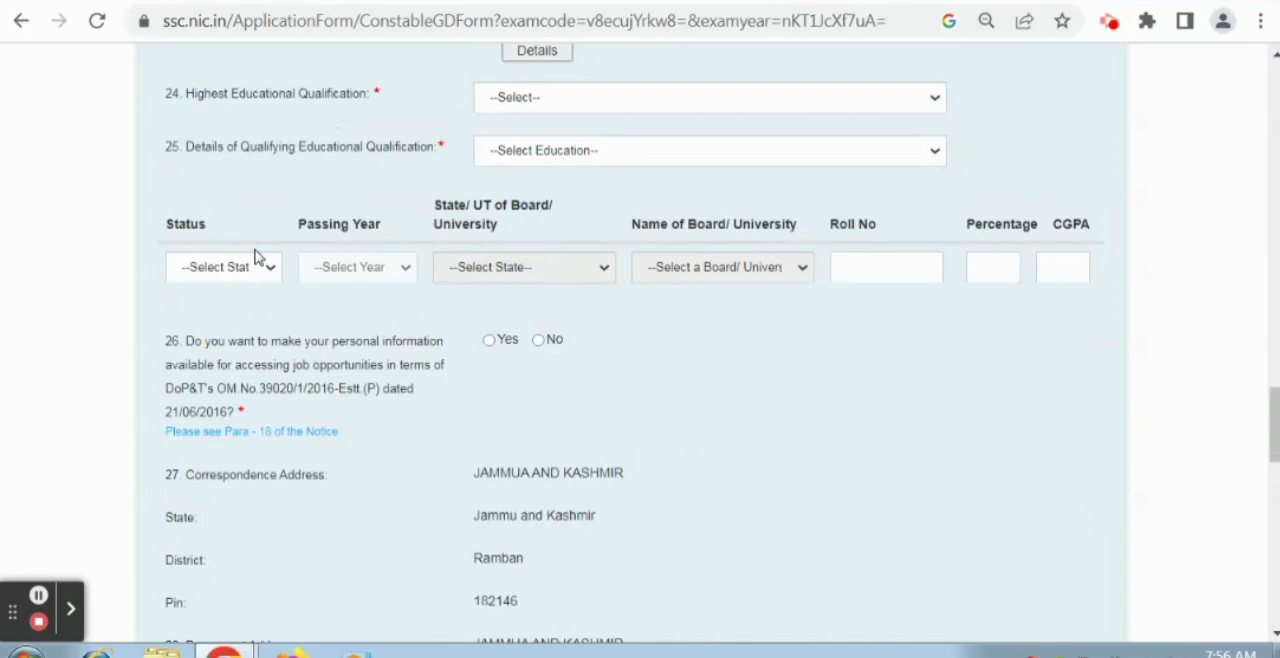 ssc.nic.in/ApplicationForm/ConstableGDForm?examcode=v8ecujYrkw8=&examyear=nKT1JcXf7uA=
Details
24. Highest Educational Qualification: *
--Select--
25. Details of Qualifying Educational Qualification:*
--Select Education--
Status
Passing Year
State/ UT of Board/
University
Name of Board/ University
Roll No
Percentage
CGPA
--Select Stat
--Select Year
--Select State--
--Select a Board/ Univers
26. Do you want to make your personal information
available for accessing job opportunities in terms of
DoP&T's OM.No.39020/1/2016-Estt.(P) dated
21/06/2016? *
Yes No
Please see Para - 18 of the Notice
27. Correspondence Address:
JAMMUA AND KASHMIR
State:
Jammu and Kashmir
District:
Ramban
Pin:
182146
JAMMUA AND KASHMIR
7:56 AM